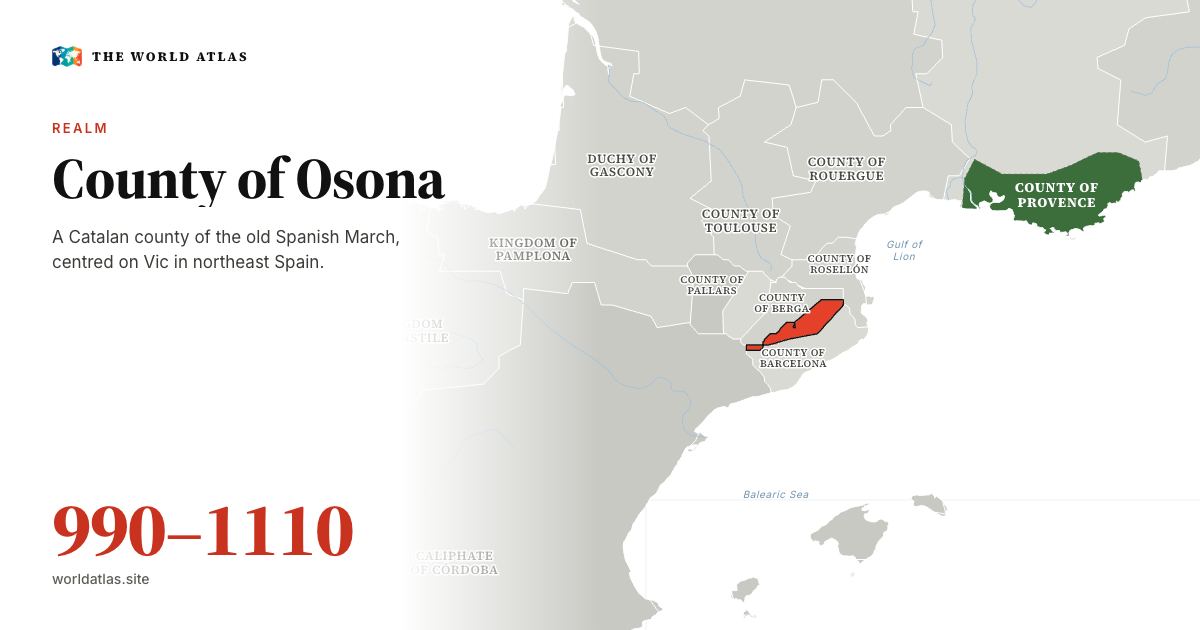 THE WORLD ATLAS
REALM
County of Osona
A Catalan county of the old Spanish March,
centred on Vic in northeast Spain.
990–1110
worldatlas.site
DUCHY OF
GASCONY
COUNTY OF
ROUERGUE
COUNTY OF
PROVENCE
COUNTY OF
TOULOUSE
KINGDOM OF
PAMPLONA
Gulf of
Lion
COUNTY OF
ROSELLÓN
COUNTY OF
PALLARS
COUNTY
OF BERGA
COUNTY OF
BARCELONA
Balearic Sea
CALIPHATE
OF CÓRDOBA